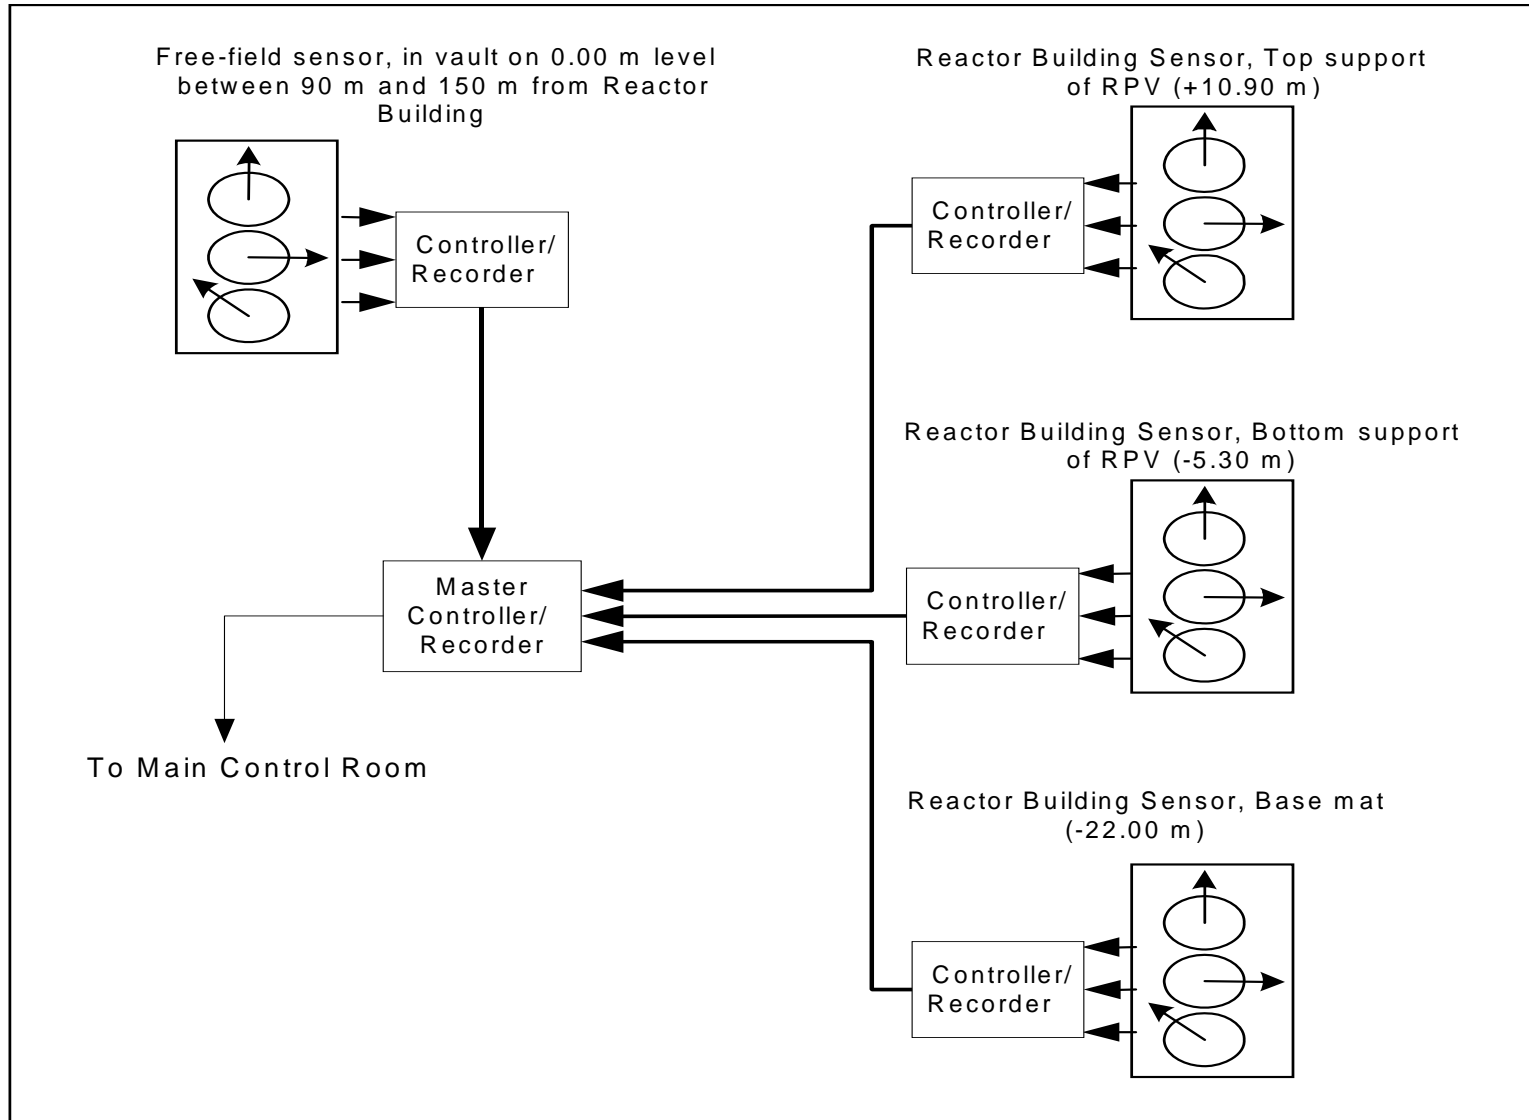 Free-field sensor, in vault on 0.00 m level
between 90 m and 150 m from Reactor
Building
Controller/
Recorder
Reactor Building Sensor, Top support
of RPV (+10.90 m)
Controller/
Recorder
Reactor Building Sensor, Bottom support
of RPV (-5.30 m)
Controller/
Recorder
Master
Controller/
Recorder
To Main Control Room
Reactor Building Sensor, Base mat
(-22.00 m)
Controller/
Recorder